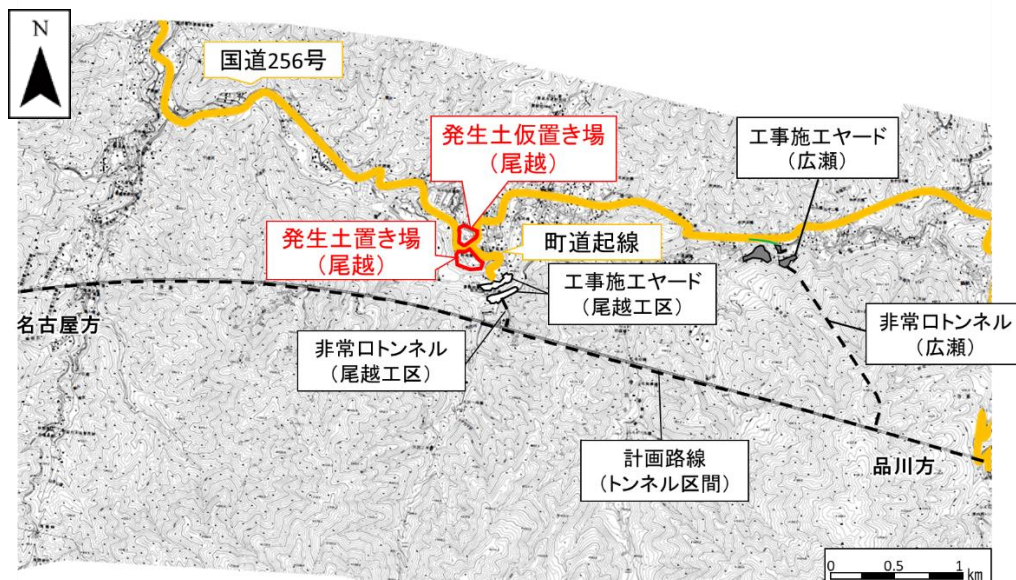 N
国道256号
発生土仮置き場
（尾越）
工事施工ヤード
（広瀬）
発生土置き場
（尾越）
町道起線
工事施工ヤード
（尾越工区）
名古屋方
非常口トンネル
（尾越工区）
非常口トンネル
（広瀬）
計画路線
（トンネル区間）
品川方
0 0.5 1 km